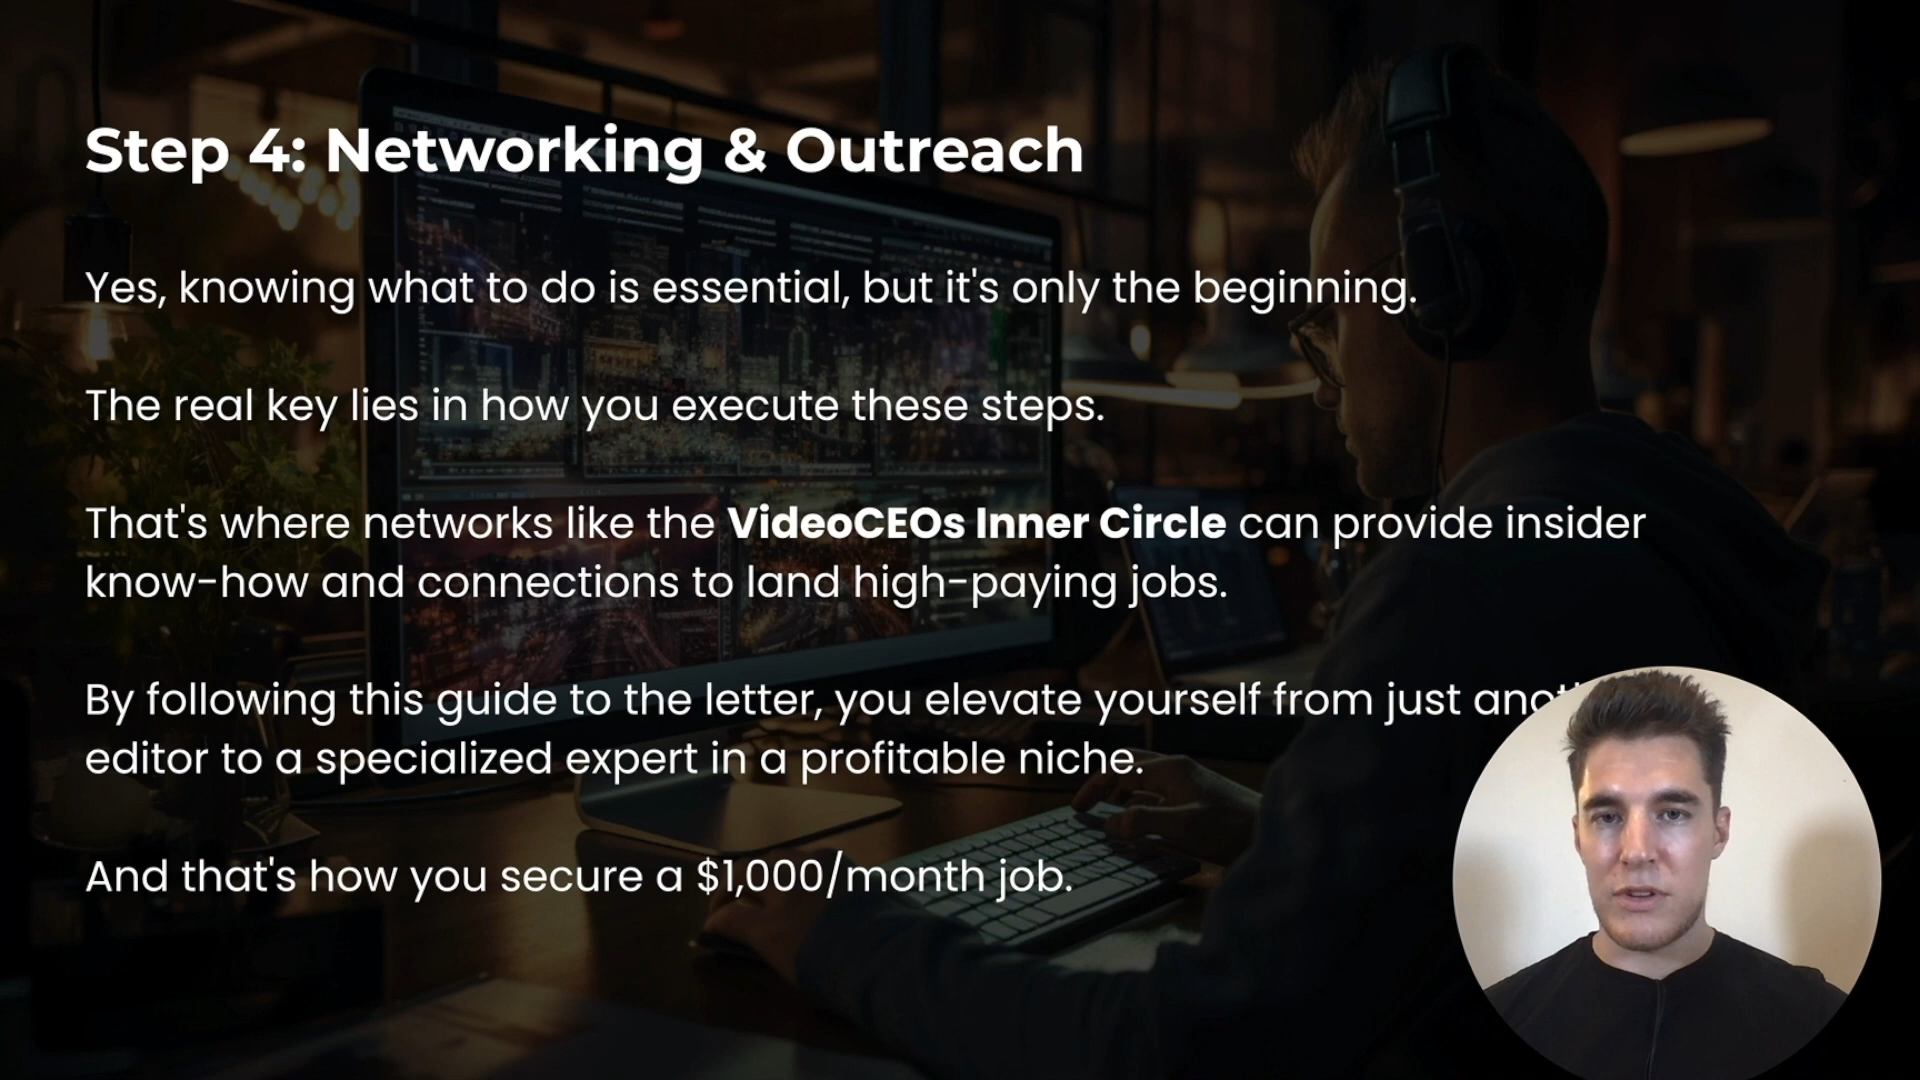 Step 4: Networking & Outreach
Yes, knowing what to do is essential, but it's only the beginning.
The real key lies in how you execute these steps.
That's where networks like the VideoCEOs Inner Circle can provide insider
know-how and connections to land high-paying jobs.
By following this guide to the letter, you elevate yourself from just
editor to a specialized expert in a profitable niche.
And that's how you secure a $1,000/month job.